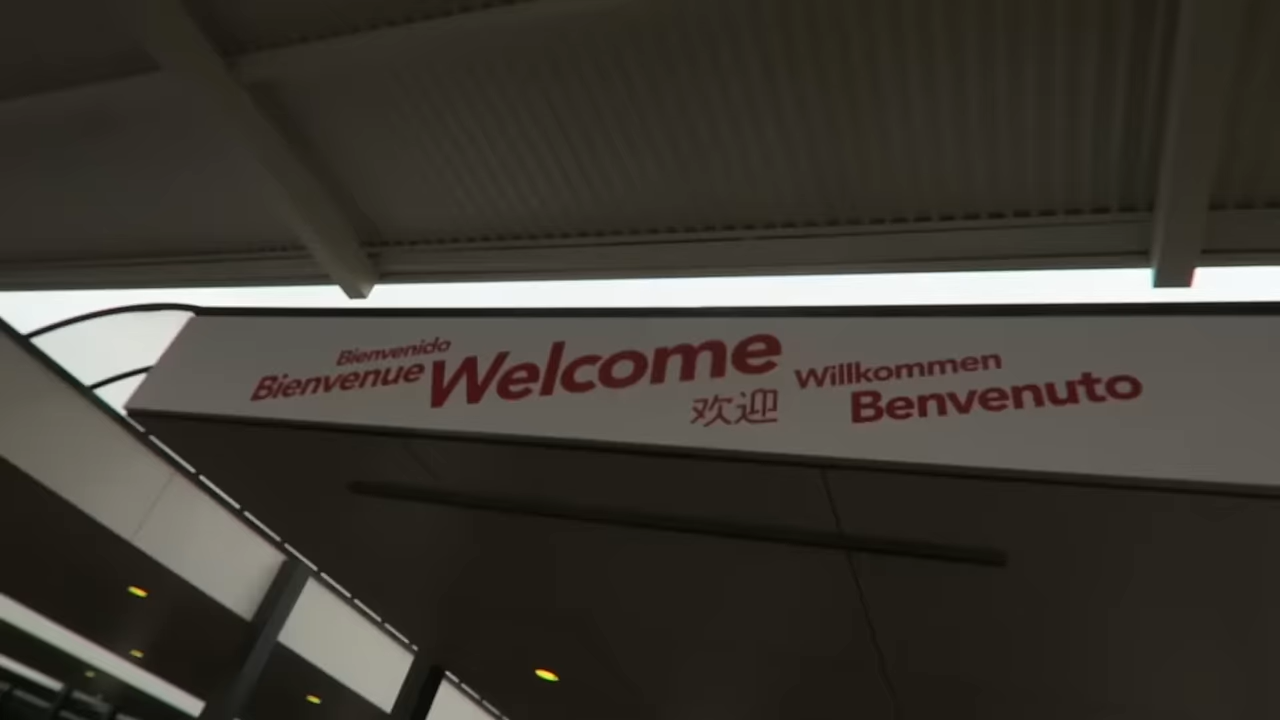 Bienvenido
Bienvenue
Welcome
欢迎
Willkommen
Benvenuto